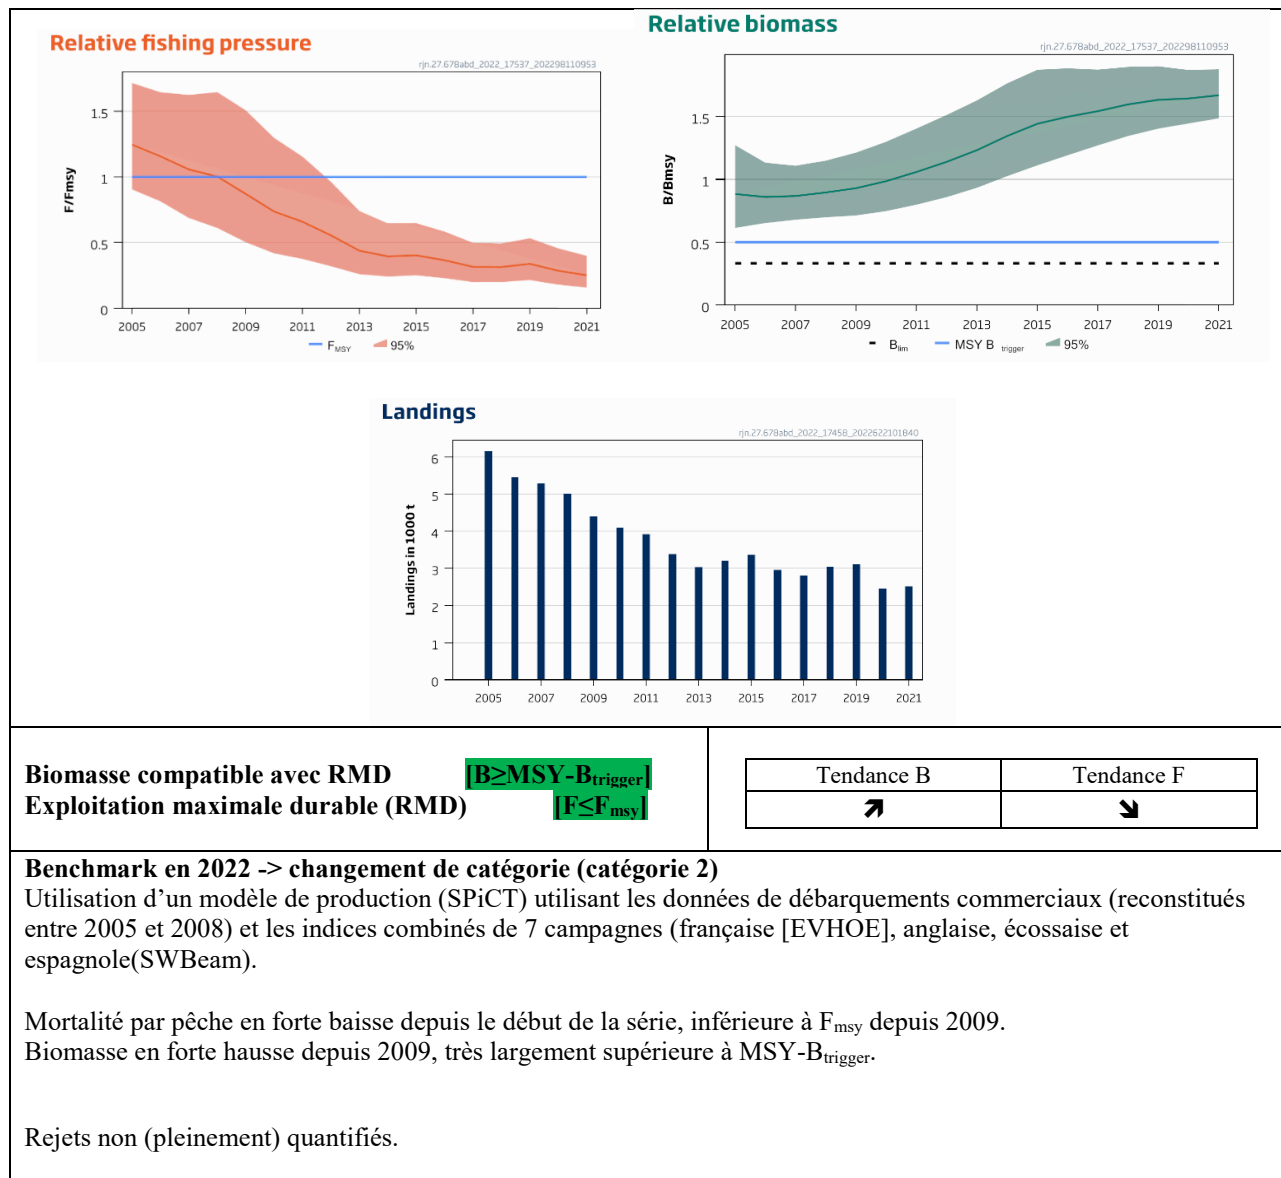 Relative fishing pressure
rjn.27.678abd_2022_17537_202298110953
F/Fmsy
1.5
1
0.5
0
2005 2007 2009 2011 2013 2015 2017 2019 2021
F_MSY 95%
Relative biomass
rjn.27.678abd_2022_17537_202298110953
B/Bmsy
1.5
1
0.5
0
2005 2007 2009 2011 2013 2015 2017 2019 2021
B_lim MSY B trigger 95%
Landings
rjn.27.678abd_2022_17458_2022622101840
Landings in 1000 t
6
5
4
3
2
1
0
2005 2007 2009 2011 2013 2015 2017 2019 2021
Biomasse compatible avec RMD [B≥MSY-Btrigger]
Exploitation maximale durable (RMD) [F≤Fmsy]
Tendance B Tendance F
↗ ↘
Benchmark en 2022 -> changement de catégorie (catégorie 2)
Utilisation d’un modèle de production (SPiCT) utilisant les données de débarquements commerciaux (reconstitués
entre 2005 et 2008) et les indices combinés de 7 campagnes (française [EVHOE], anglaise, écossaise et
espagnole(SWBeam).
Mortalité par pêche en forte baisse depuis le début de la série, inférieure à Fmsy depuis 2009.
Biomasse en forte hausse depuis 2009, très largement supérieure à MSY-Btrigger.
Rejets non (pleinement) quantifiés.